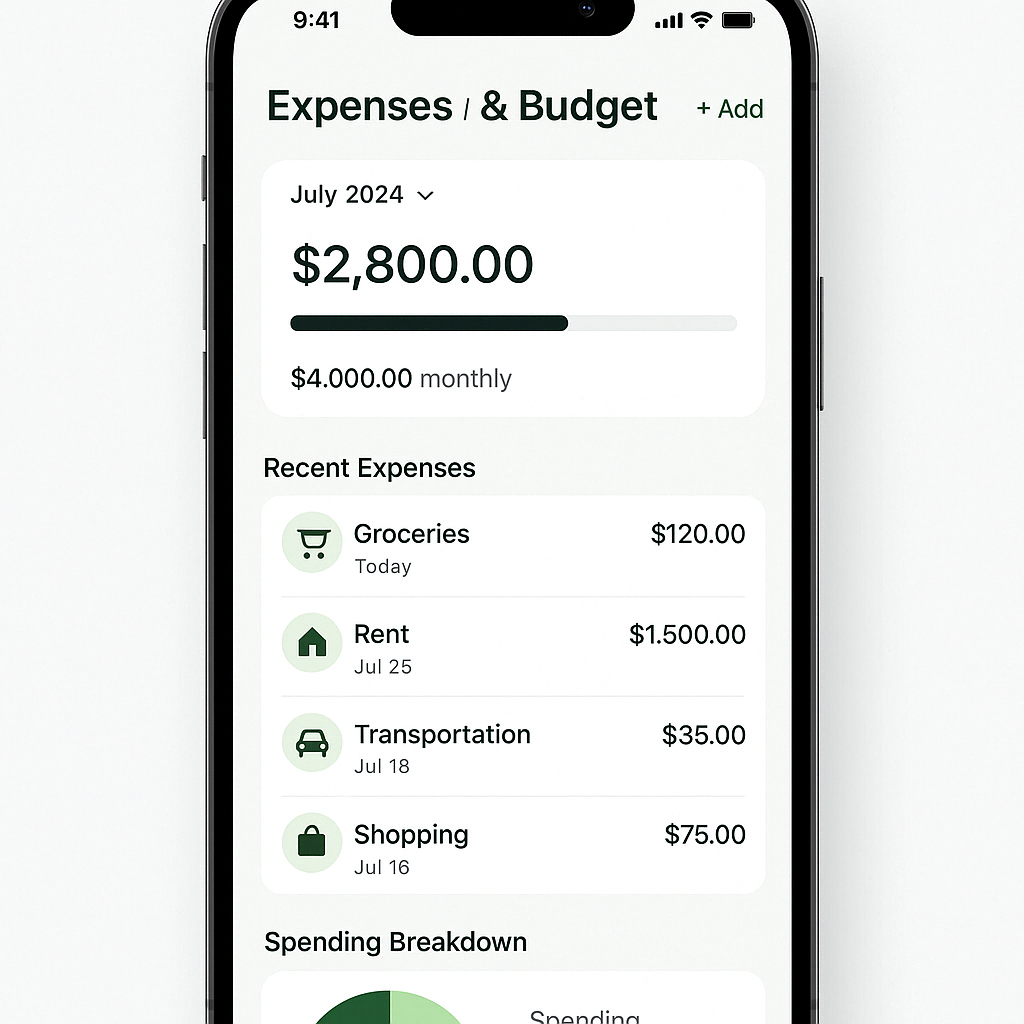 9:41
Expenses / & Budget + Add
July 2024
$2,800.00
$4.000.00 monthly
Recent Expenses
Groceries $120.00
Today
Rent $1.500.00
Jul 25
Transportation $35.00
Jul 18
Shopping $75.00
Jul 16
Spending Breakdown
Spending